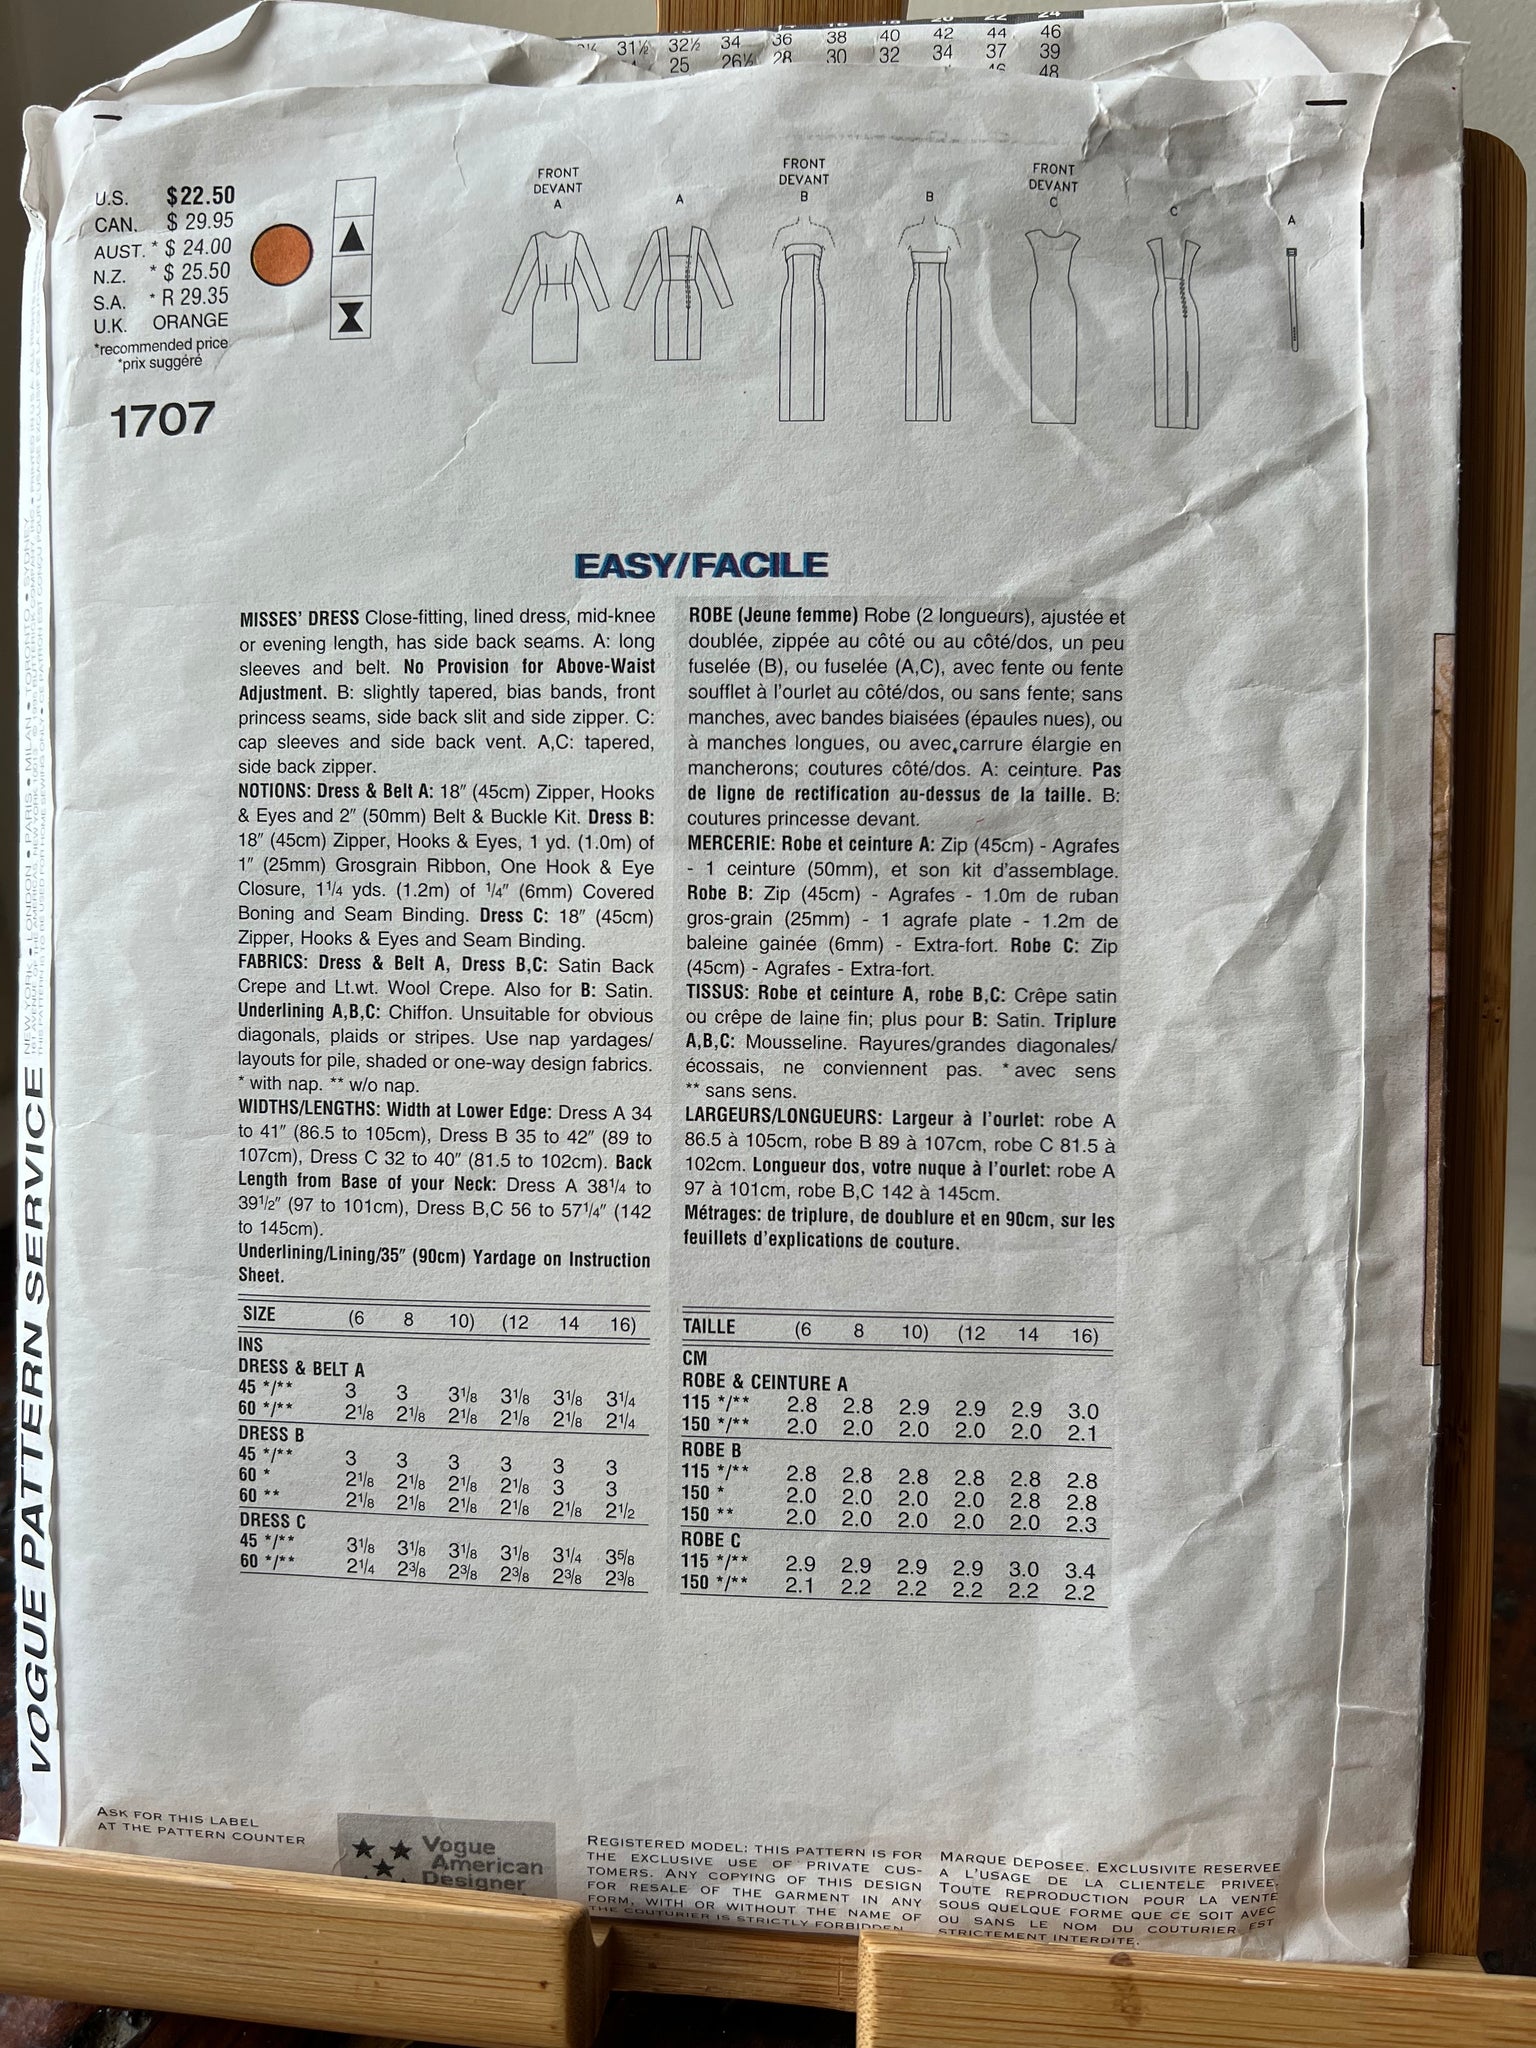 31½ 32½ 34 36 38 40 42 44 46
25 26½ 28 30 32 34 37 39
48
U.S. $22.50
CAN. $ 29.95
AUST. * $ 24.00
N.Z. * $ 25.50
S.A. * R 29.35
U.K. ORANGE
*recommended price
*prix suggéré
1707
FRONT
DEVANT
A
A
FRONT
DEVANT
B
B
FRONT
DEVANT
C
C
A
EASY/FACILE
MISSES' DRESS Close-fitting, lined dress, mid-knee
or evening length, has side back seams. A: long
sleeves and belt. No Provision for Above-Waist
Adjustment. B: slightly tapered, bias bands, front
princess seams, side back slit and side zipper. C:
cap sleeves and side back vent. A,C: tapered,
side back zipper.
NOTIONS: Dress & Belt A: 18" (45cm) Zipper, Hooks
& Eyes and 2" (50mm) Belt & Buckle Kit. Dress B:
18" (45cm) Zipper, Hooks & Eyes, 1 yd. (1.0m) of
1" (25mm) Grosgrain Ribbon, One Hook & Eye
Closure, 1¼ yds. (1.2m) of ¼" (6mm) Covered
Boning and Seam Binding. Dress C: 18" (45cm)
Zipper, Hooks & Eyes and Seam Binding.
FABRICS: Dress & Belt A, Dress B,C: Satin Back
Crepe and Lt.wt. Wool Crepe. Also for B: Satin.
Underlining A,B,C: Chiffon. Unsuitable for obvious
diagonals, plaids or stripes. Use nap yardages/
layouts for pile, shaded or one-way design fabrics.
* with nap. ** w/o nap.
WIDTHS/LENGTHS: Width at Lower Edge: Dress A 34
to 41" (86.5 to 105cm), Dress B 35 to 42" (89 to
107cm), Dress C 32 to 40" (81.5 to 102cm). Back
Length from Base of your Neck: Dress A 38¼ to
39½" (97 to 101cm), Dress B,C 56 to 57¼" (142
to 145cm).
Underlining/Lining/35" (90cm) Yardage on Instruction
Sheet.
SIZE (6 8 10) (12 14 16)
INS
DRESS & BELT A
45 */** 3 3 3⅛ 3⅛ 3⅛ 3¼
60 */** 2⅛ 2⅛ 2⅛ 2⅛ 2⅛ 2¼
DRESS B
45 */** 3 3 3 3 3 3
60 * 2⅛ 2⅛ 2⅛ 2⅛ 3 3
60 ** 2⅛ 2⅛ 2⅛ 2⅛ 2⅛ 2½
DRESS C
45 */** 3⅛ 3⅛ 3⅛ 3⅛ 3¼ 3⅝
60 */** 2¼ 2⅜ 2⅜ 2⅜ 2⅜ 2⅜
ROBE (Jeune femme) Robe (2 longueurs), ajustée et
doublée, zippée au côté ou au côté/dos, un peu
fuselée (B), ou fuselée (A,C), avec fente ou fente
soufflet à l'ourlet au côté/dos, ou sans fente; sans
manches, avec bandes biaisées (épaules nues), ou
à manches longues, ou avec carrure élargie en
mancherons; coutures côté/dos. A: ceinture. Pas
de ligne de rectification au-dessus de la taille. B:
coutures princesse devant.
MERCERIE: Robe et ceinture A: Zip (45cm) - Agrafes
- 1 ceinture (50mm), et son kit d'assemblage.
Robe B: Zip (45cm) - Agrafes - 1.0m de ruban
gros-grain (25mm) - 1 agrafe plate - 1.2m de
baleine gainée (6mm) - Extra-fort. Robe C: Zip
(45cm) - Agrafes - Extra-fort.
TISSUS: Robe et ceinture A, robe B,C: Crêpe satin
ou crêpe de laine fin; plus pour B: Satin. Triplure
A,B,C: Mousseline. Rayures/grandes diagonales/
écossais, ne conviennent pas. * avec sens
** sans sens.
LARGEURS/LONGUEURS: Largeur à l'ourlet: robe A
86.5 à 105cm, robe B 89 à 107cm, robe C 81.5 à
102cm. Longueur dos, votre nuque à l'ourlet: robe A
97 à 101cm, robe B,C 142 à 145cm.
Métrages: de triplure, de doublure et en 90cm, sur les
feuillets d'explications de couture.
TAILLE (6 8 10) (12 14 16)
CM
ROBE & CEINTURE A
115 */** 2.8 2.8 2.9 2.9 2.9 3.0
150 */** 2.0 2.0 2.0 2.0 2.0 2.1
ROBE B
115 */** 2.8 2.8 2.8 2.8 2.8 2.8
150 * 2.0 2.0 2.0 2.0 2.8 2.8
150 ** 2.0 2.0 2.0 2.0 2.0 2.3
ROBE C
115 */** 2.9 2.9 2.9 2.9 3.0 3.4
150 */** 2.1 2.2 2.2 2.2 2.2 2.2
VOGUE PATTERN SERVICE
NEW YORK • LONDON • PARIS • MILAN • TORONTO • SYDNEY
ASK FOR THIS LABEL
AT THE PATTERN COUNTER
Vogue
American
Designer
REGISTERED MODEL: THIS PATTERN IS FOR
THE EXCLUSIVE USE OF PRIVATE CUS-
TOMERS. ANY COPYING OF THIS DESIGN
FOR RESALE OF THE GARMENT IN ANY
FORM, WITH OR WITHOUT THE NAME OF
THE COUTURIER IS STRICTLY FORBIDDEN
MARQUE DEPOSEE. EXCLUSIVITE RESERVEE
A L'USAGE DE LA CLIENTELE PRIVEE.
TOUTE REPRODUCTION POUR LA VENTE
SOUS QUELQUE FORME QUE CE SOIT AVEC
OU SANS LE NOM DU COUTURIER EST
STRICTEMENT INTERDITE.